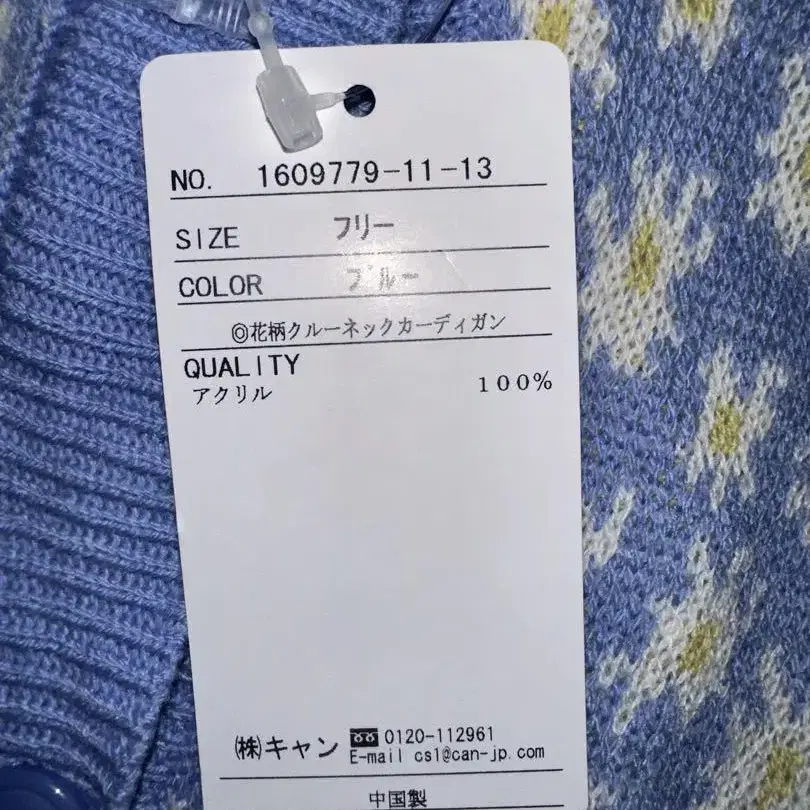 NO. 1609779-11-13
SIZE フリー
COLOR ブルー
◎花柄クルーネックカーディガン
QUALITY
アクリル 100%
㈱キャン 0120-112961
E-mail cs1@can-jp.com
中国製